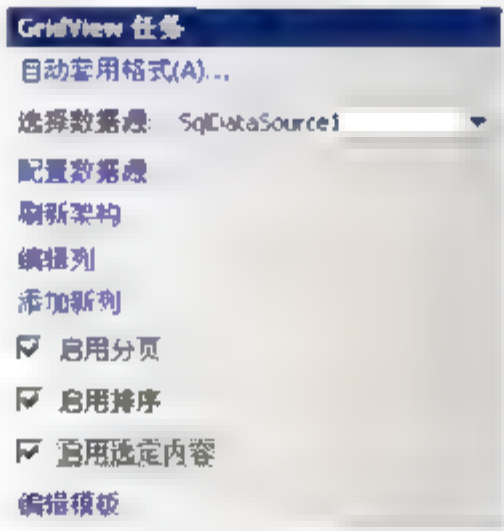 GridView 任务
自动套用格式(A)...
选择数据源: SqlDataSource1
配置数据源
刷新架构
编辑列
添加新列
启用分页
启用排序
启用选定内容
编辑模板